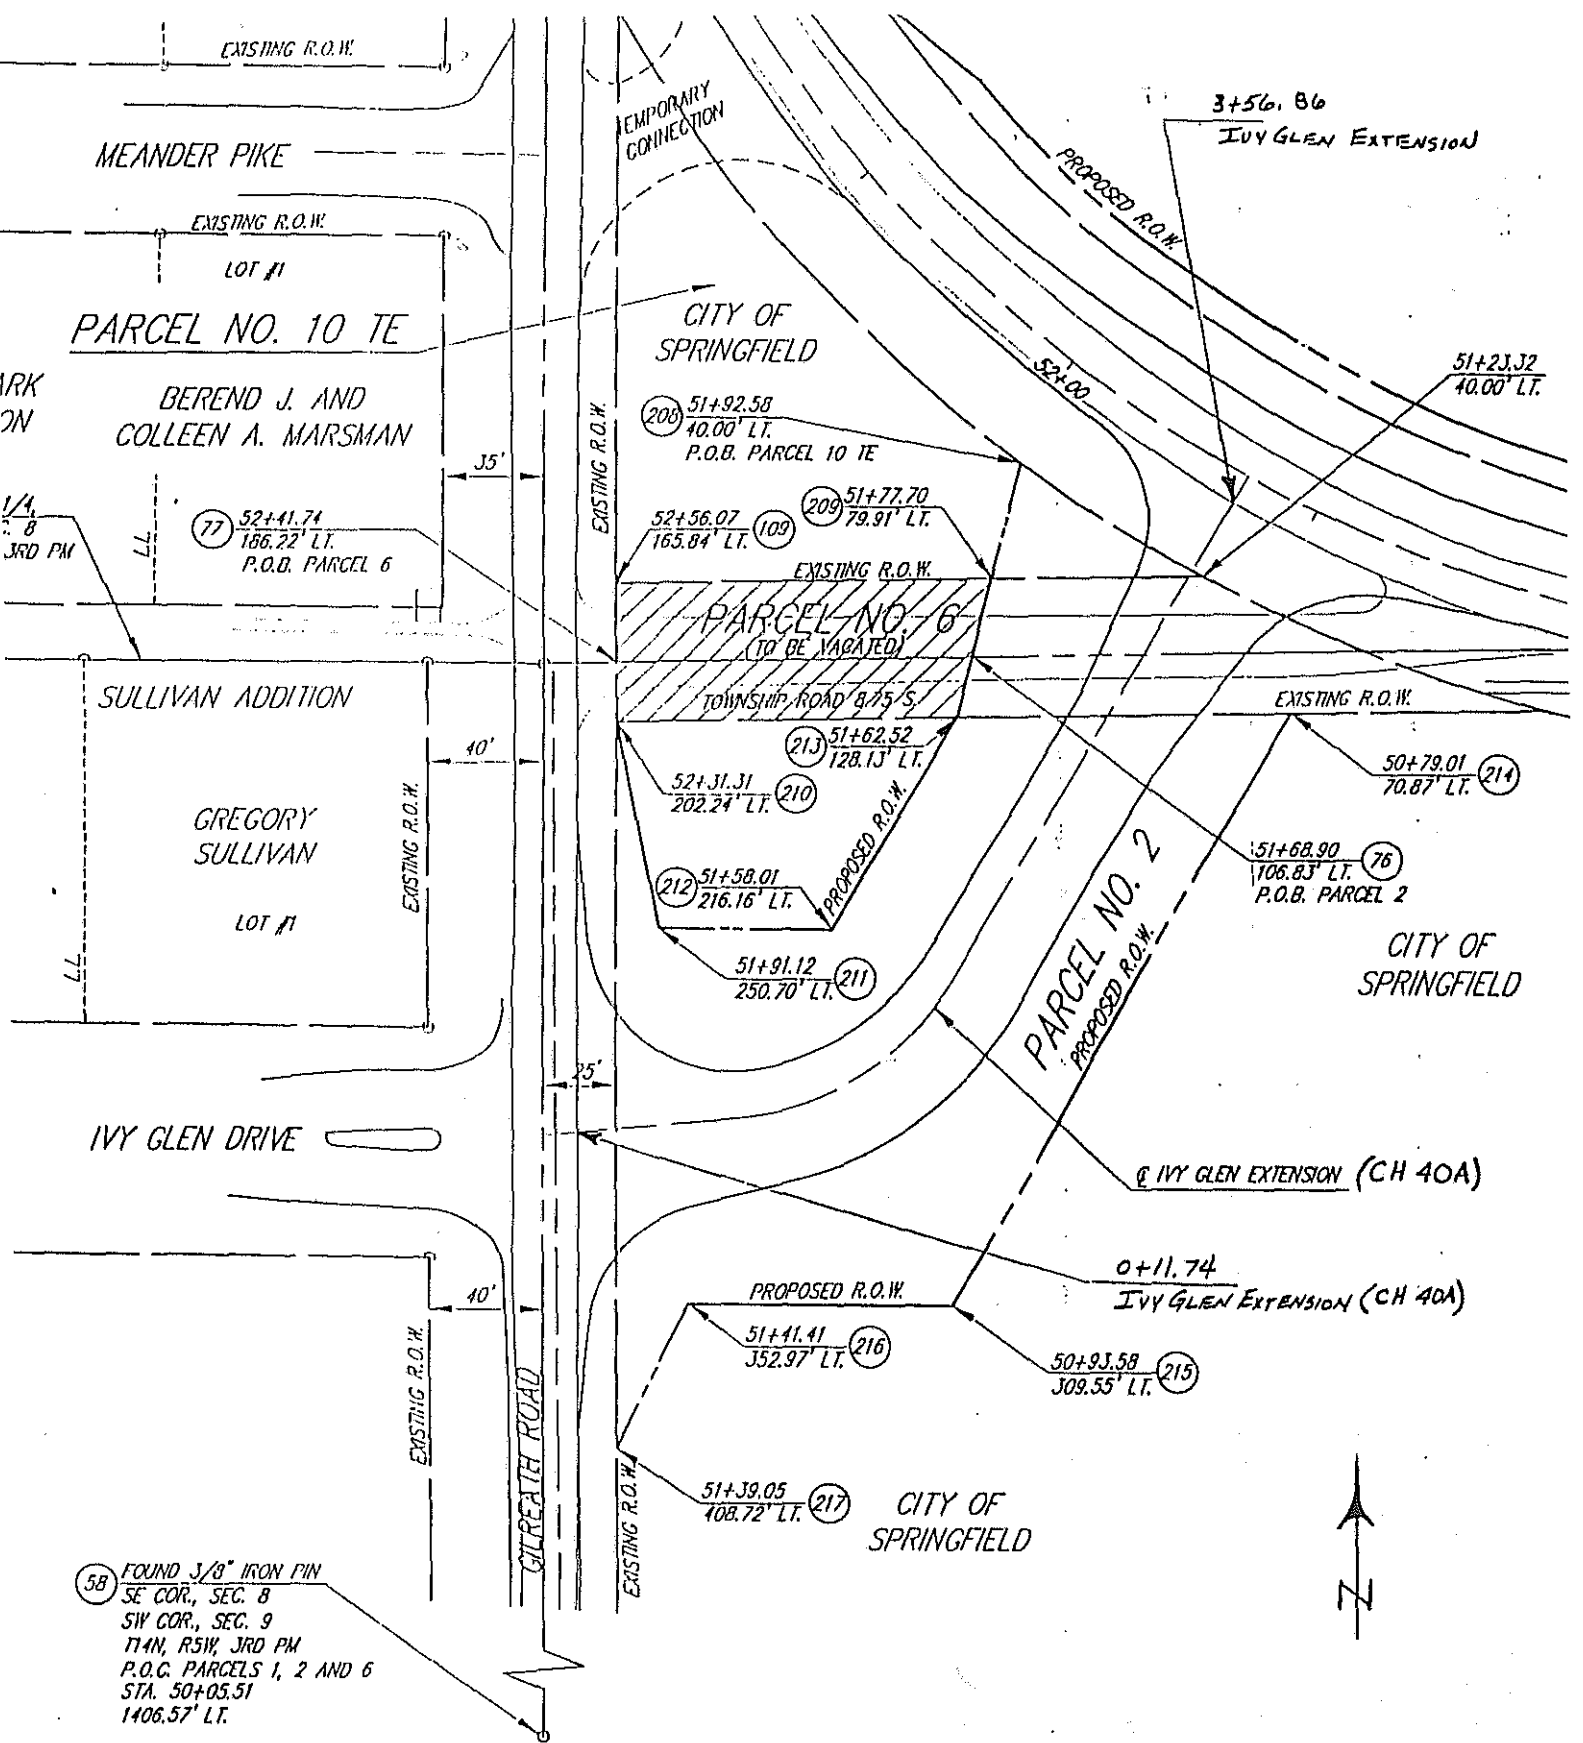 EXISTING R.O.W.
3+56.86
IVY GLEN EXTENSION
TEMPORARY
CONNECTION
MEANDER PIKE
PROPOSED R.O.W.
EXISTING R.O.W.
LOT #1
PARCEL NO. 10 TE
CITY OF
SPRINGFIELD
51+23.32
40.00' LT.
52+00
ARK
ON
BEREND J. AND
COLLEEN A. MARSMAN
35'
EXISTING R.O.W.
208
51+92.58
40.00' LT.
P.O.B. PARCEL 10 TE
209
51+77.70
79.91' LT.
1/4,
8
3RD PM
LL
77
52+41.74
186.22' LT.
P.O.B. PARCEL 6
52+56.07
165.84' LT.
109
EXISTING R.O.W.
PARCEL NO. 6
(TO BE VACATED)
TOWNSHIP ROAD 8.75 S.
SULLIVAN ADDITION
EXISTING R.O.W.
40'
213
51+62.52
128.13' LT.
50+79.01
70.87' LT.
214
52+31.31
202.24' LT.
210
GREGORY
SULLIVAN
LOT #1
LL
EXISTING R.O.W.
PROPOSED R.O.W.
212
51+58.01
216.16' LT.
51+68.90
106.83' LT.
76
P.O.B. PARCEL 2
PARCEL NO. 2
PROPOSED R.O.W.
CITY OF
SPRINGFIELD
51+91.12
250.70' LT.
211
25'
IVY GLEN DRIVE
℄ IVY GLEN EXTENSION (CH 40A)
0+11.74
IVY GLEN EXTENSION (CH 40A)
40'
PROPOSED R.O.W.
51+41.41
352.97' LT.
216
50+93.58
309.55' LT.
215
EXISTING R.O.W.
GILREATH ROAD
EXISTING R.O.W.
51+39.05
408.72' LT.
217
CITY OF
SPRINGFIELD
N
58
FOUND 3/8" IRON PIN
SE COR., SEC. 8
SW COR., SEC. 9
T14N, R5W, 3RD PM
P.O.C. PARCELS 1, 2 AND 6
STA. 50+05.51
1406.57' LT.